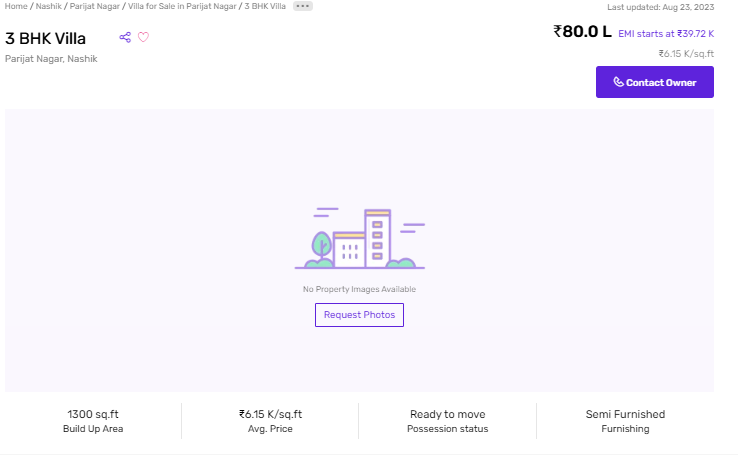 Home / Nashik / Parijat Nagar / Villa for Sale in Parijat Nagar / 3 BHK Villa
Last updated: Aug 23, 2023
3 BHK Villa
₹80.0 L EMI starts at ₹39.72 K
Parijat Nagar, Nashik
₹6.15 K/sq.ft
Contact Owner
No Property Images Available
Request Photos
1300 sq.ft
Build Up Area
₹6.15 K/sq.ft
Avg. Price
Ready to move
Possession status
Semi Furnished
Furnishing